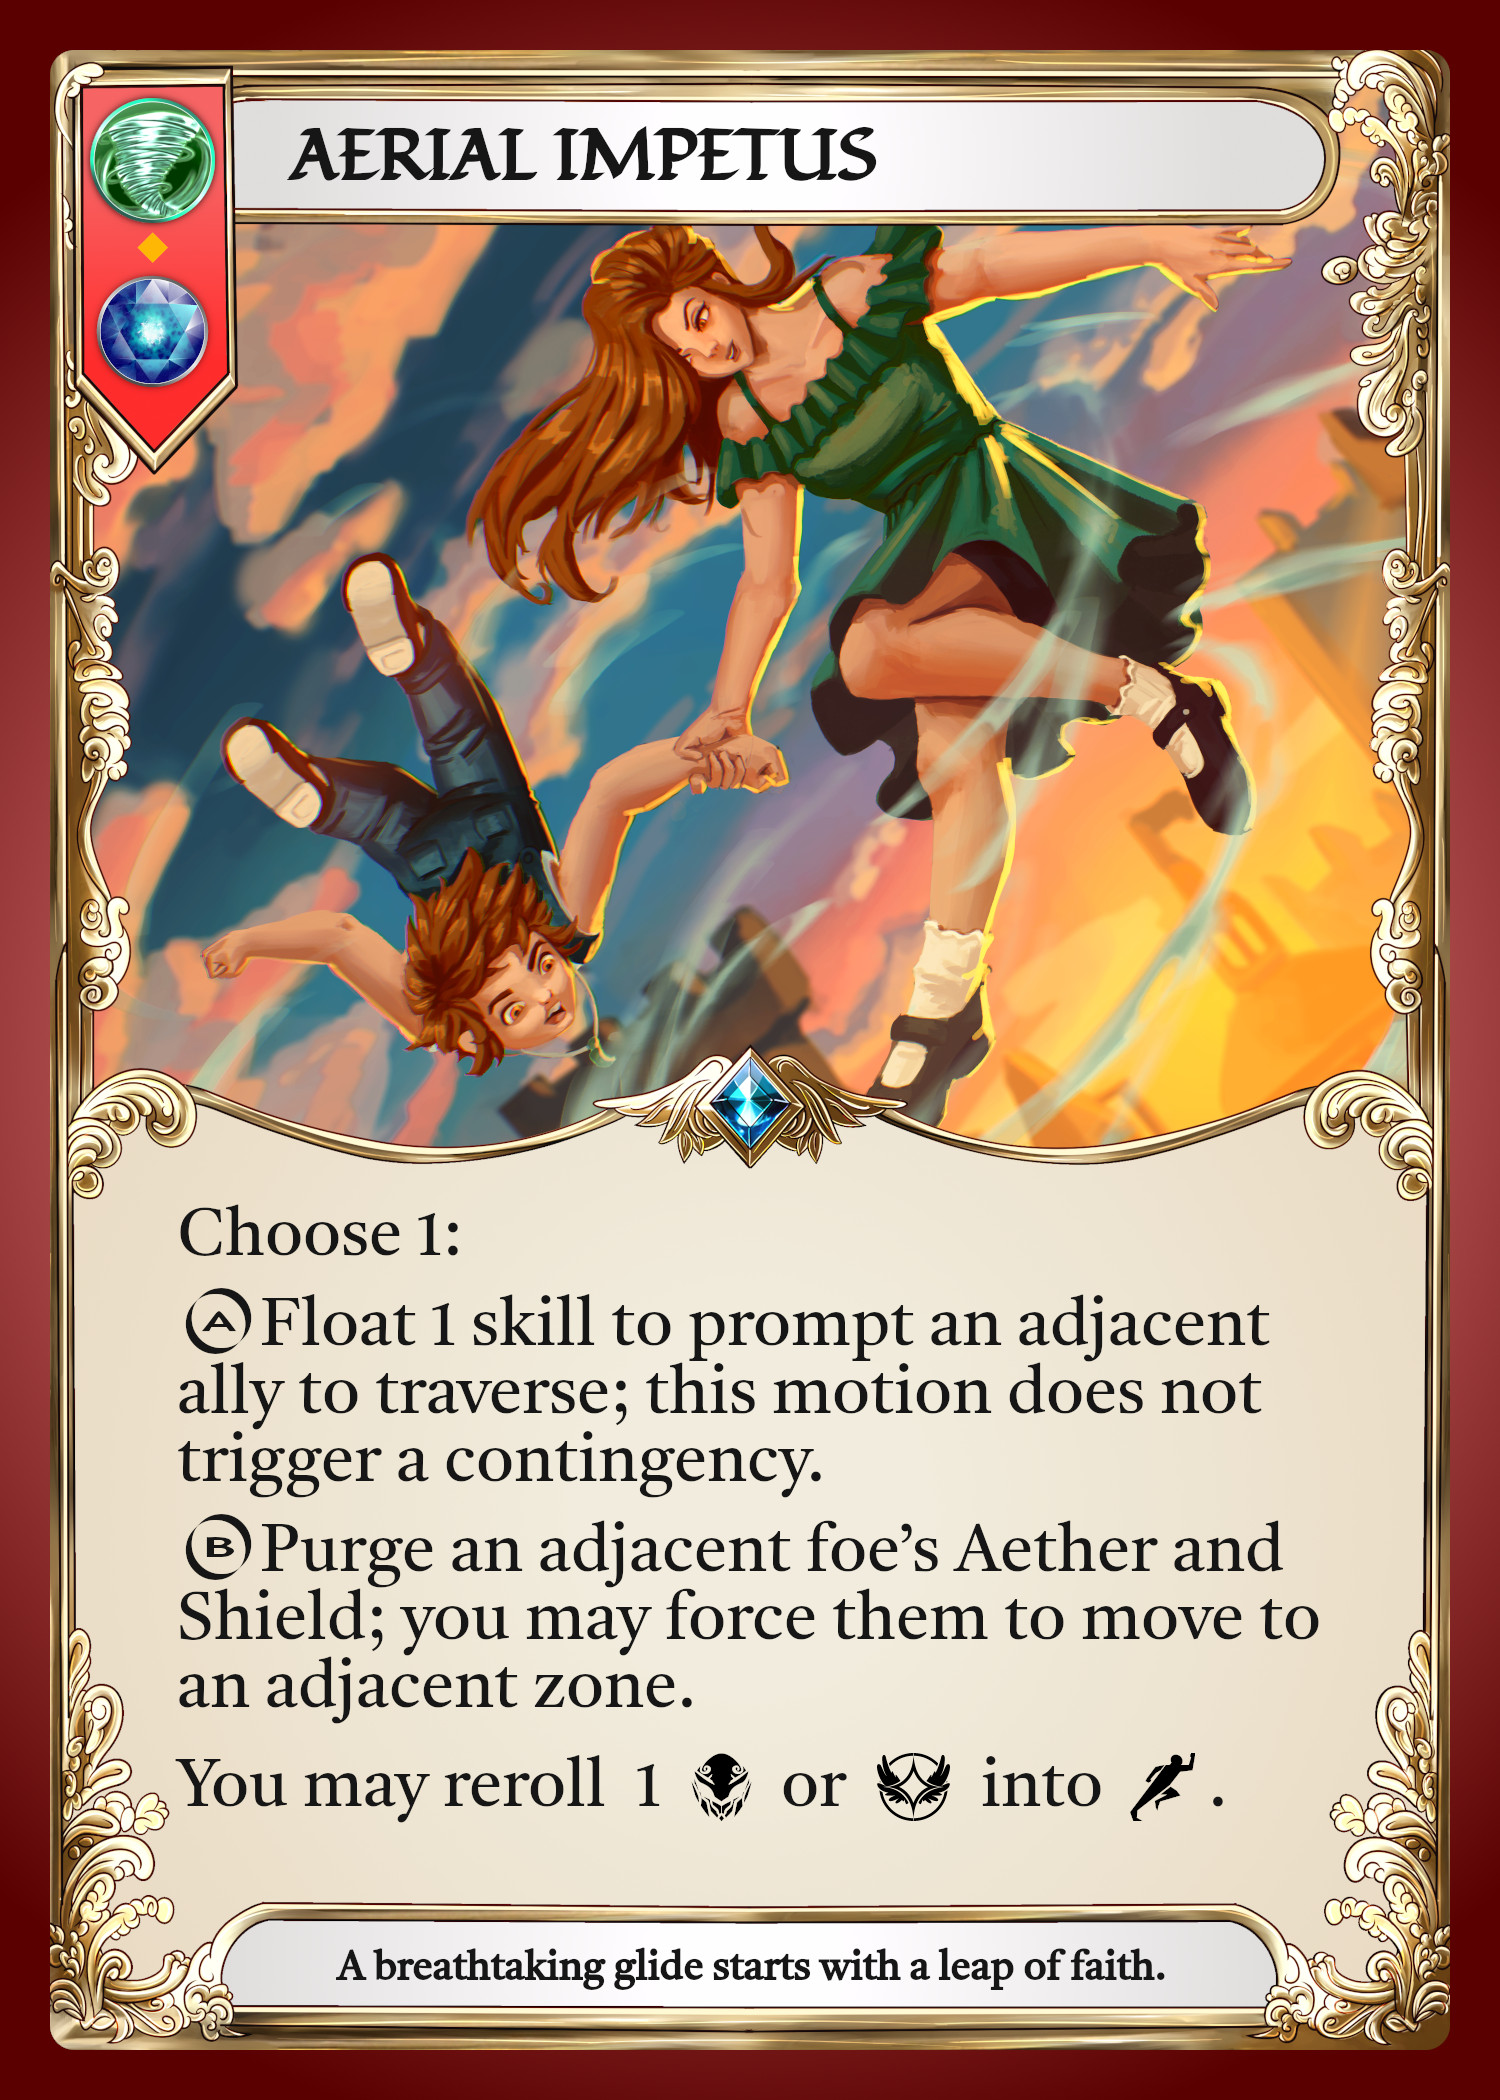 AERIAL IMPETUS
Choose 1:
A Float 1 skill to prompt an adjacent
ally to traverse; this motion does not
trigger a contingency.
B Purge an adjacent foe’s Aether and
Shield; you may force them to move to
an adjacent zone.
You may reroll 1 or into .
A breathtaking glide starts with a leap of faith.